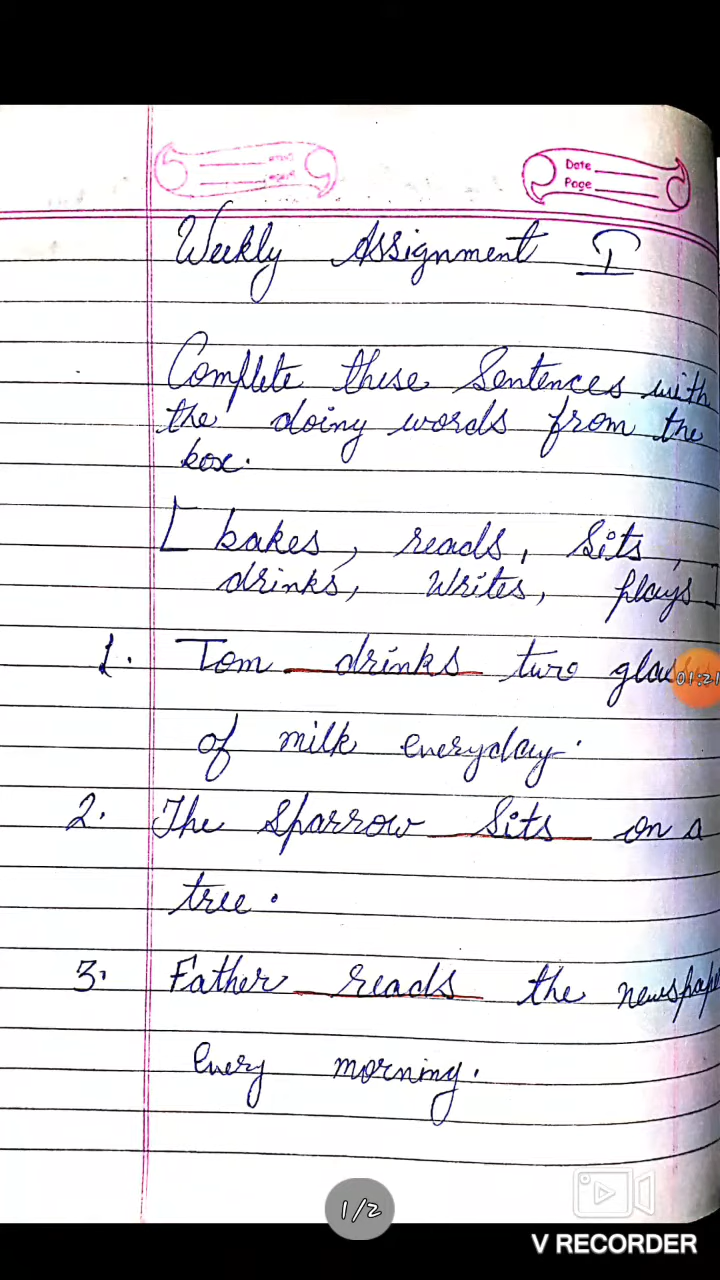 Date
Page
Weekly Assignment I
Complete these Sentences with
the doing words from the
box.
[ bakes, reads, Sits,
drinks, Writes, plays ]
1. Tom drinks two
01:21
of milk everyday.
2. The Sparrow Sits on a
tree.
3. Father reads the
every morning.
1/2
V RECORDER